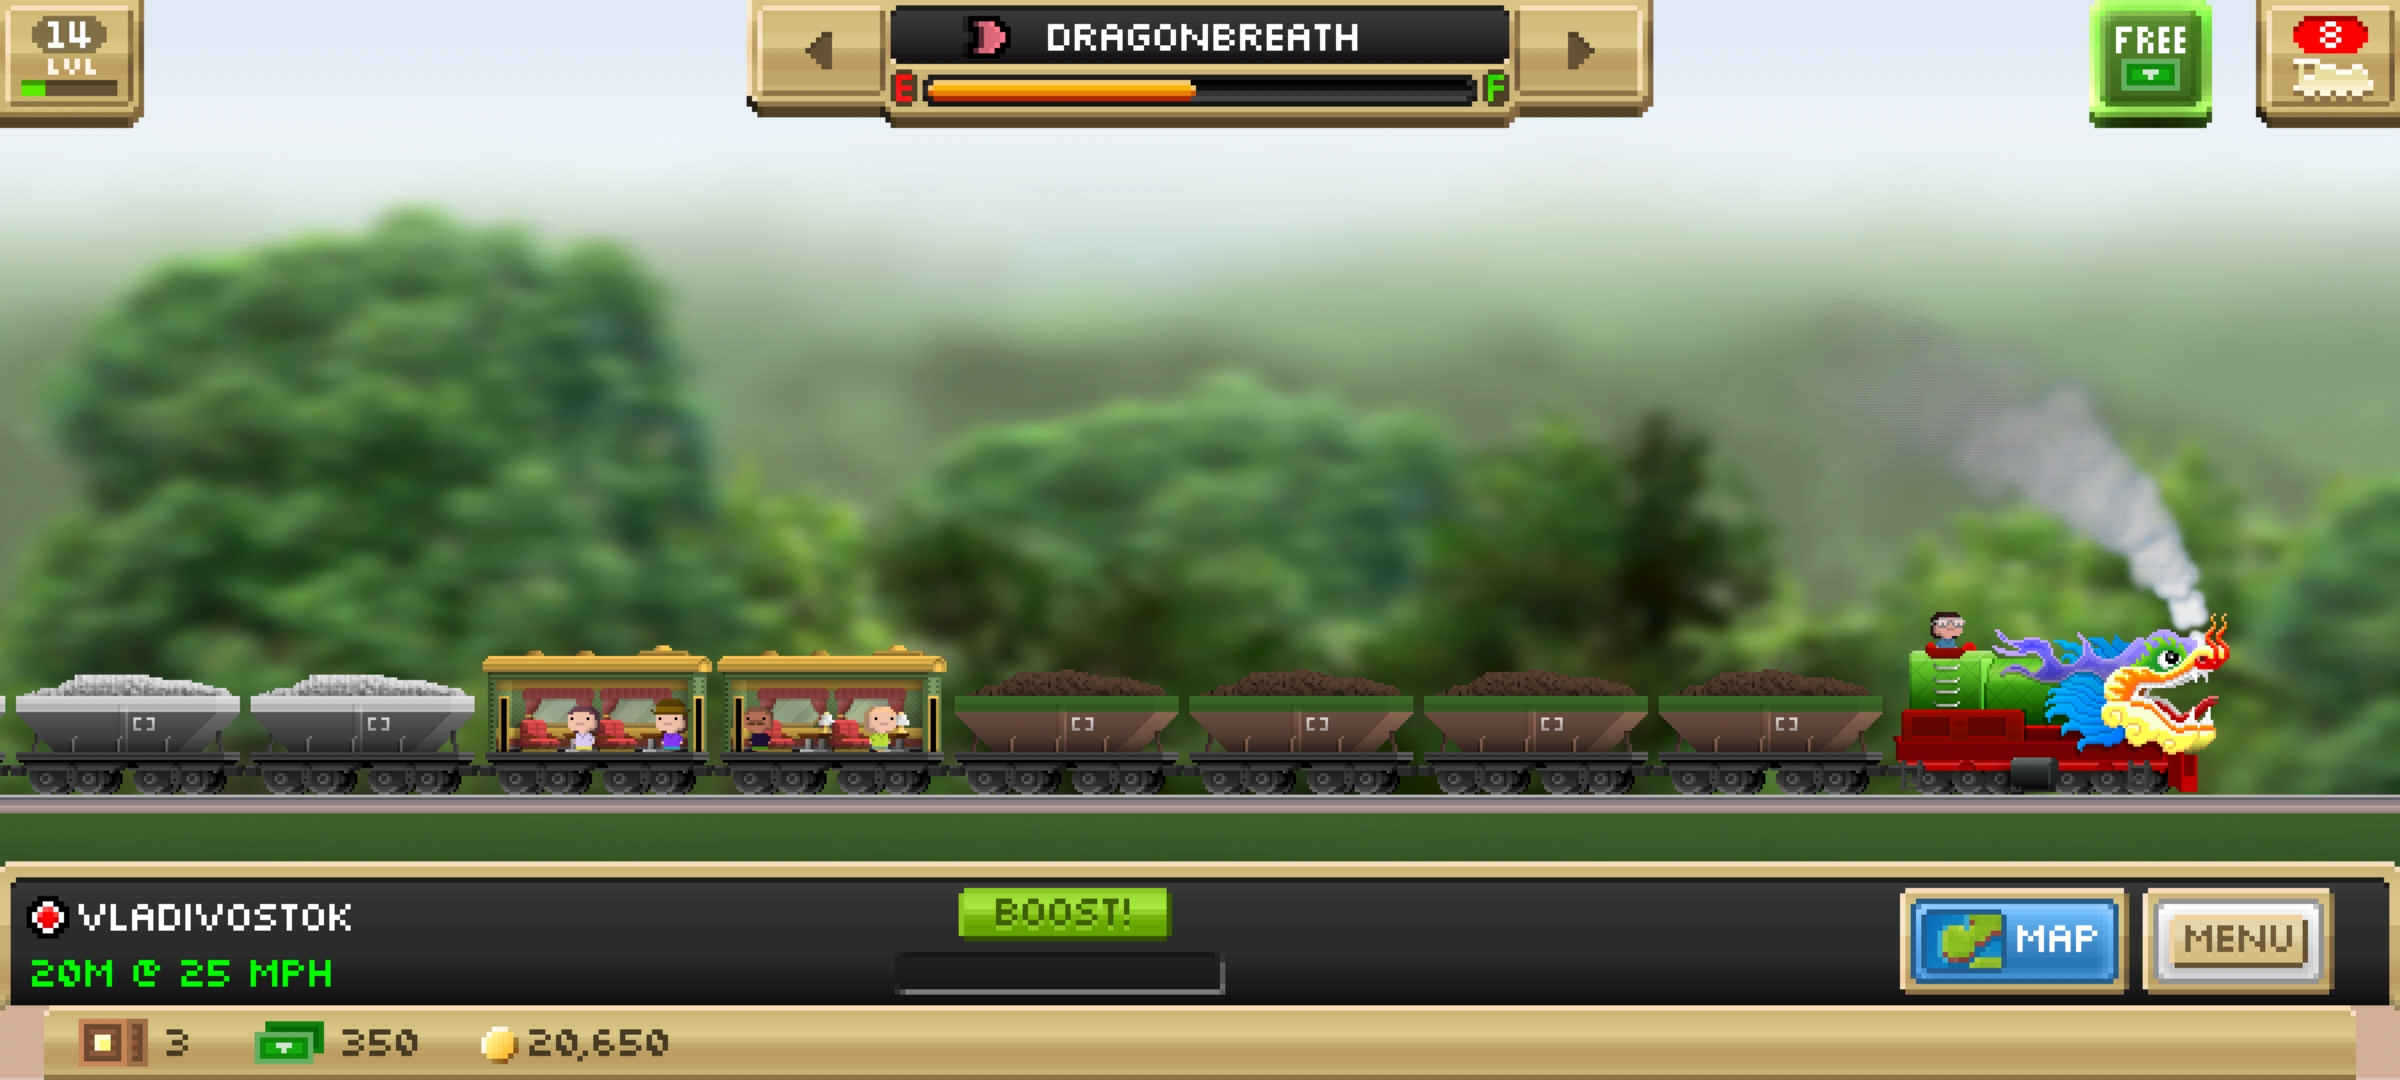 14
LVL
DRAGONBREATH
E F
FREE
8
VLADIVOSTOK
20M @ 25 MPH
BOOST!
MAP
MENU
3
350
20,650